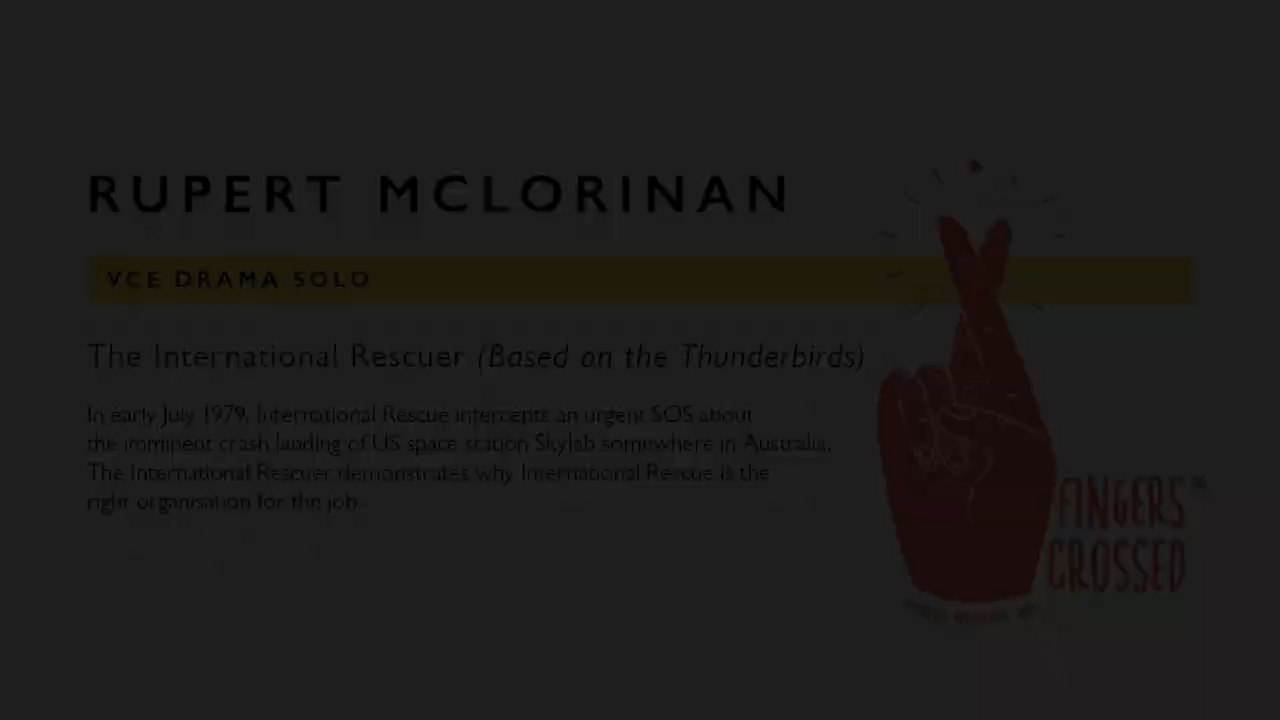 RUPERT MCLORINAN
VCE DRAMA SOLO
The International Rescuer (Based on the Thunderbirds)
In early July 1979, International Rescue intercepts an urgent SOS about
the imminent crash landing of US space station Skylab somewhere in Australia.
The International Rescuer demonstrates why International Rescue is the
right organisation for the job.
FINGERS
CROSSED